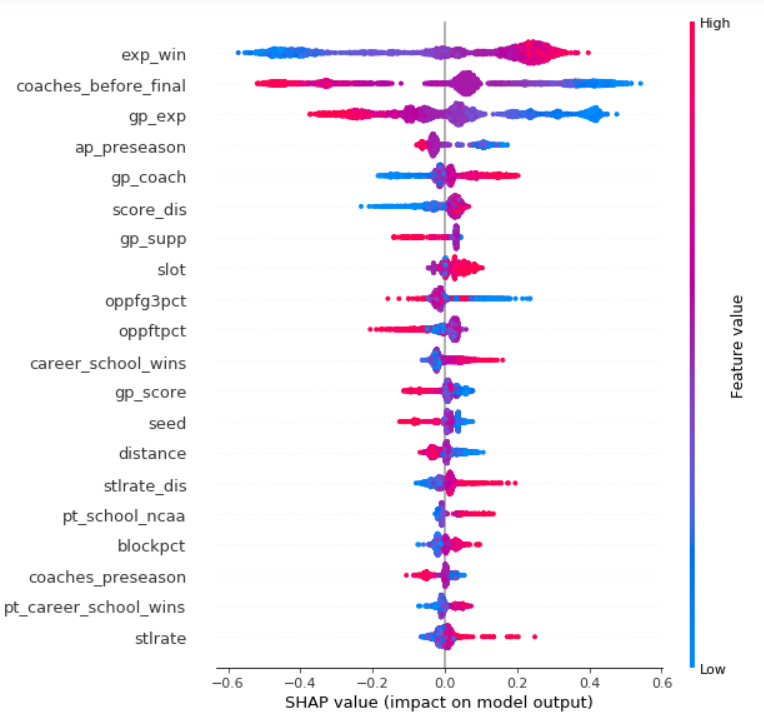 High
exp_win
coaches_before_final
gp_exp
ap_preseason
gp_coach
score_dis
gp_supp
slot
oppfg3pct
oppftpct
career_school_wins
gp_score
seed
distance
stlrate_dis
pt_school_ncaa
blockpct
coaches_preseason
pt_career_school_wins
stlrate
Feature value
Low
−0.6 −0.4 −0.2 0.0 0.2 0.4 0.6
SHAP value (impact on model output)